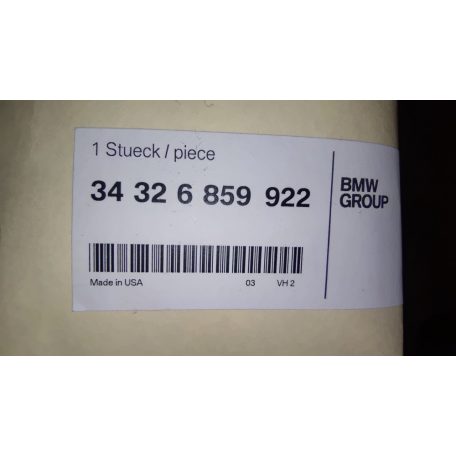 1 Stueck / piece
34 32 6 859 922
BMW
GROUP
Made in USA 03 VH 2